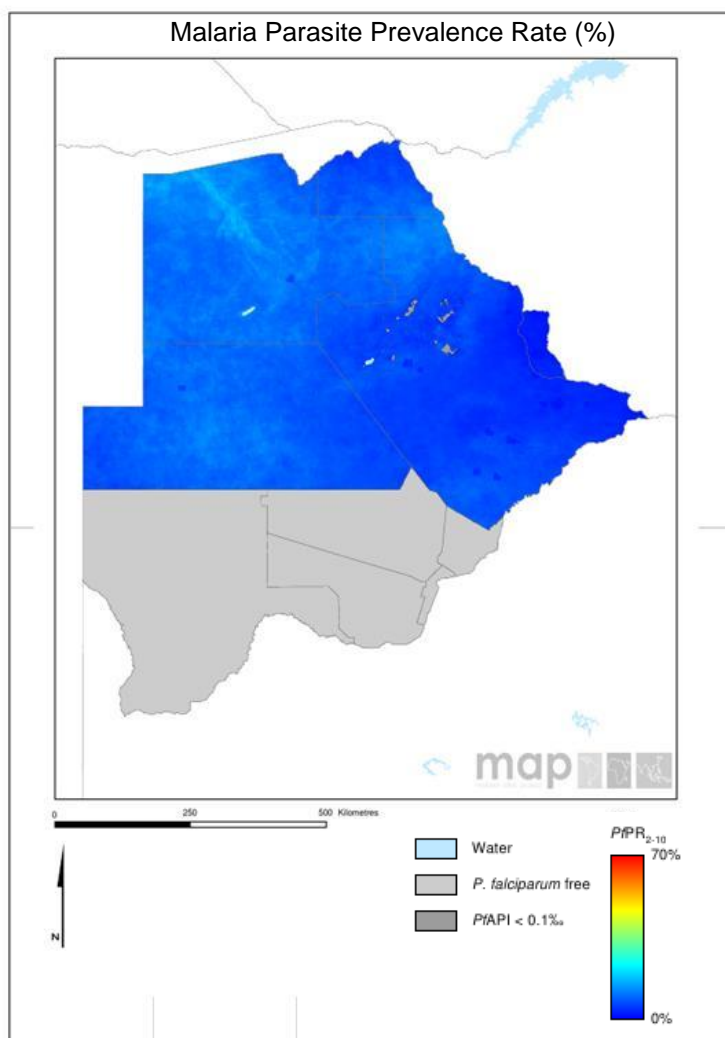 Malaria Parasite Prevalence Rate (%)
map
0 250 500 Kilometres
Water
P. falciparum free
PfAPI < 0.1‰
PfPR2-10
70%
0%
N